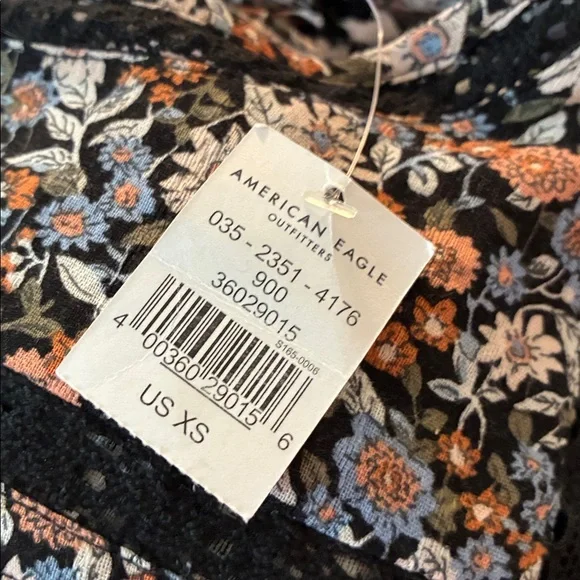 AMERICAN EAGLE
OUTFITTERS
035 - 2351 - 4176
900
36029015
S165-0006
4 00360 29015 6
US XS